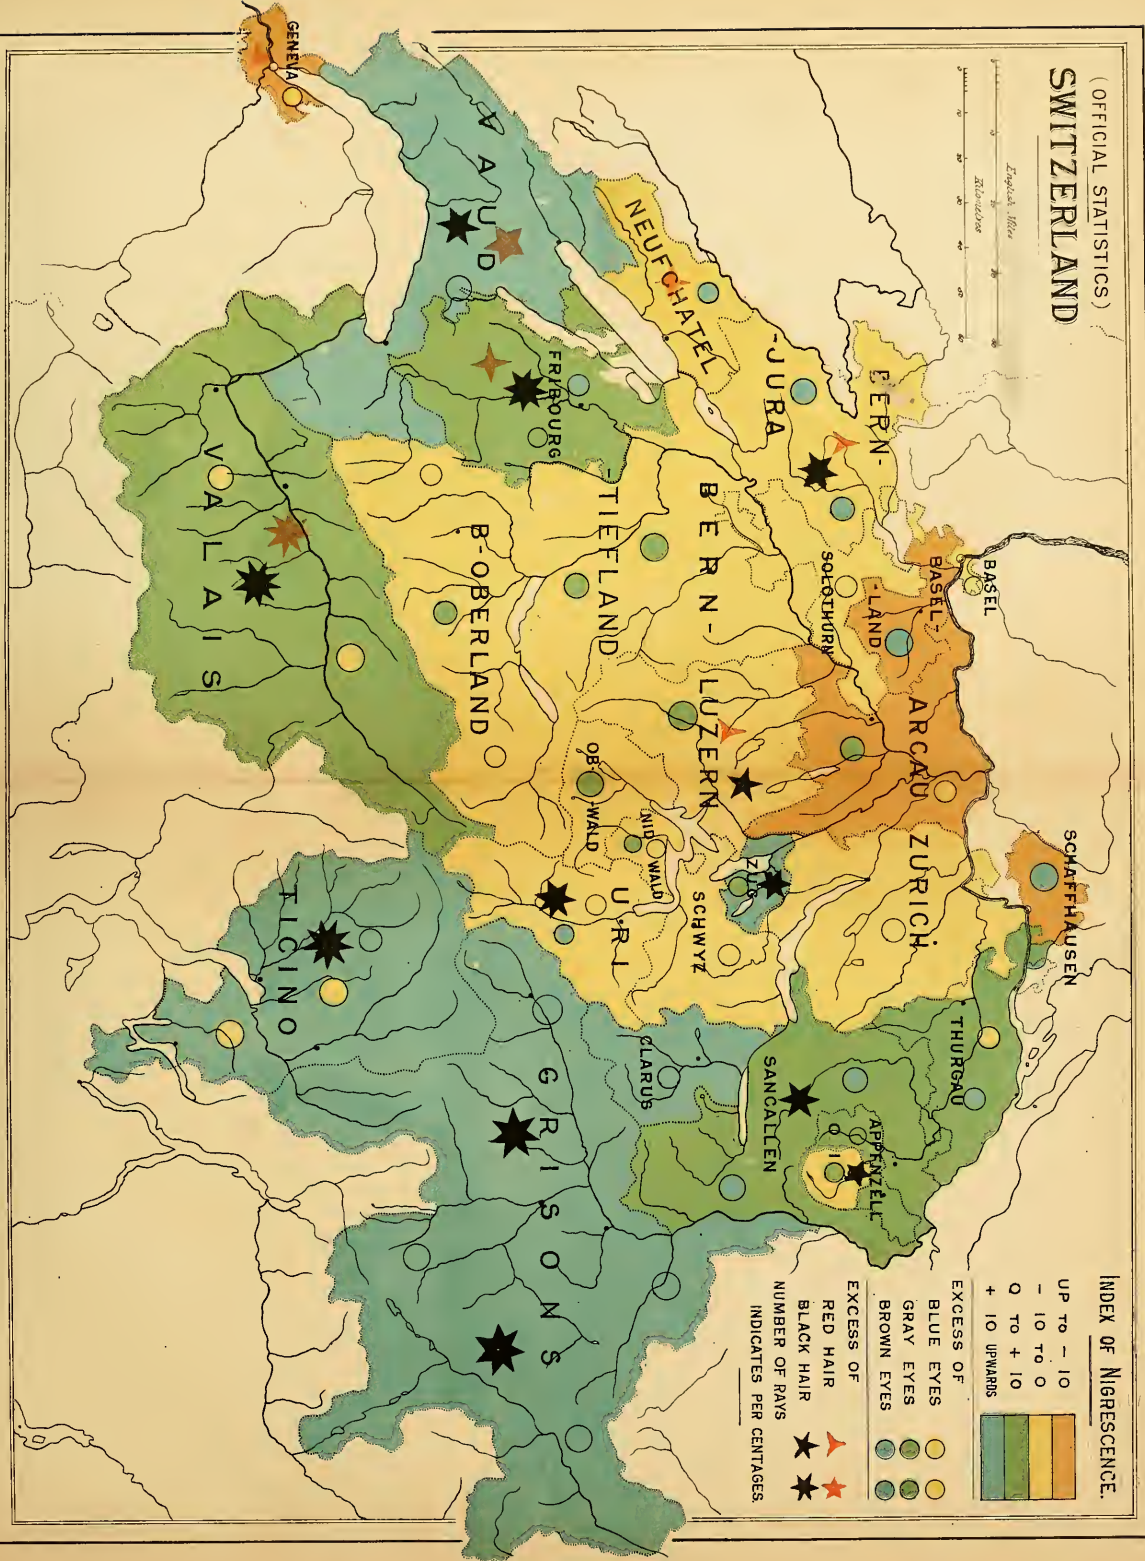 (OFFICIAL STATISTICS)
SWITZERLAND
English Miles
Kilometres
INDEX OF NIGRESCENCE.
UP TO - 10
- 10 TO 0
0 TO + 10
+ 10 UPWARDS
EXCESS OF
BLUE EYES
GRAY EYES
BROWN EYES
EXCESS OF
RED HAIR
BLACK HAIR
NUMBER OF RAYS
INDICATES PER CENTAGES.
SCHAFFHAUSEN
BASEL
BASEL-
-LAND
ARGAU
ZURICH
THURGAU
BERN-
-JURA
SOLOTHURN
NEUFCHATEL
BERN-
-TIEFLAND
LUZERN
ZUG
SCHWYZ
OB-
-WALD
NID
WALD
URI
GLARUS
SANGALLEN
APPENZELL
O
I
FRIBOURG
B-OBERLAND
VAUD
GENEVA
VALAIS
TICINO
GRISONS